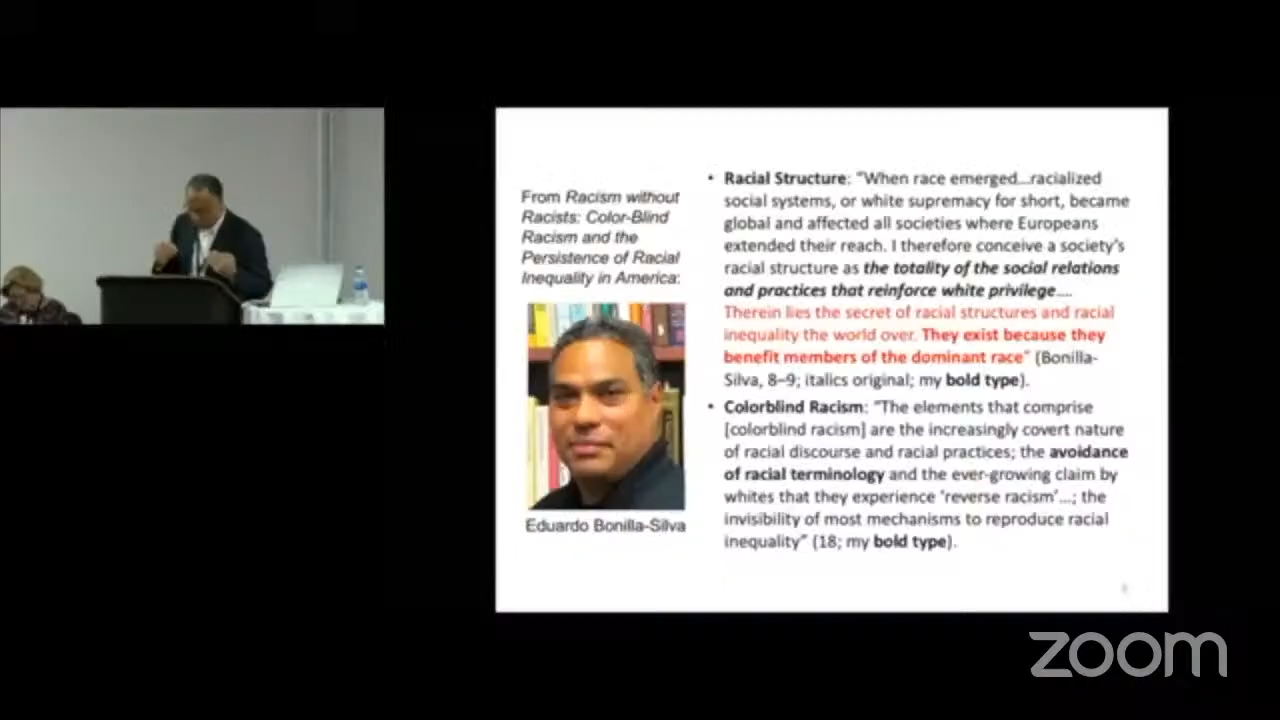 From Racism without
Racists: Color-Blind
Racism and the
Persistence of Racial
Inequality in America:
Eduardo Bonilla-Silva
• Racial Structure: “When race emerged…racialized
social systems, or white supremacy for short, became
global and affected all societies where Europeans
extended their reach. I therefore conceive a society’s
racial structure as the totality of the social relations
and practices that reinforce white privilege….
Therein lies the secret of racial structures and racial
inequality the world over. They exist because they
benefit members of the dominant race” (Bonilla-
Silva, 8–9; italics original; my bold type).
• Colorblind Racism: “The elements that comprise
[colorblind racism] are the increasingly covert nature
of racial discourse and racial practices; the avoidance
of racial terminology and the ever-growing claim by
whites that they experience ‘reverse racism’…; the
invisibility of most mechanisms to reproduce racial
inequality” (18; my bold type).
zoom